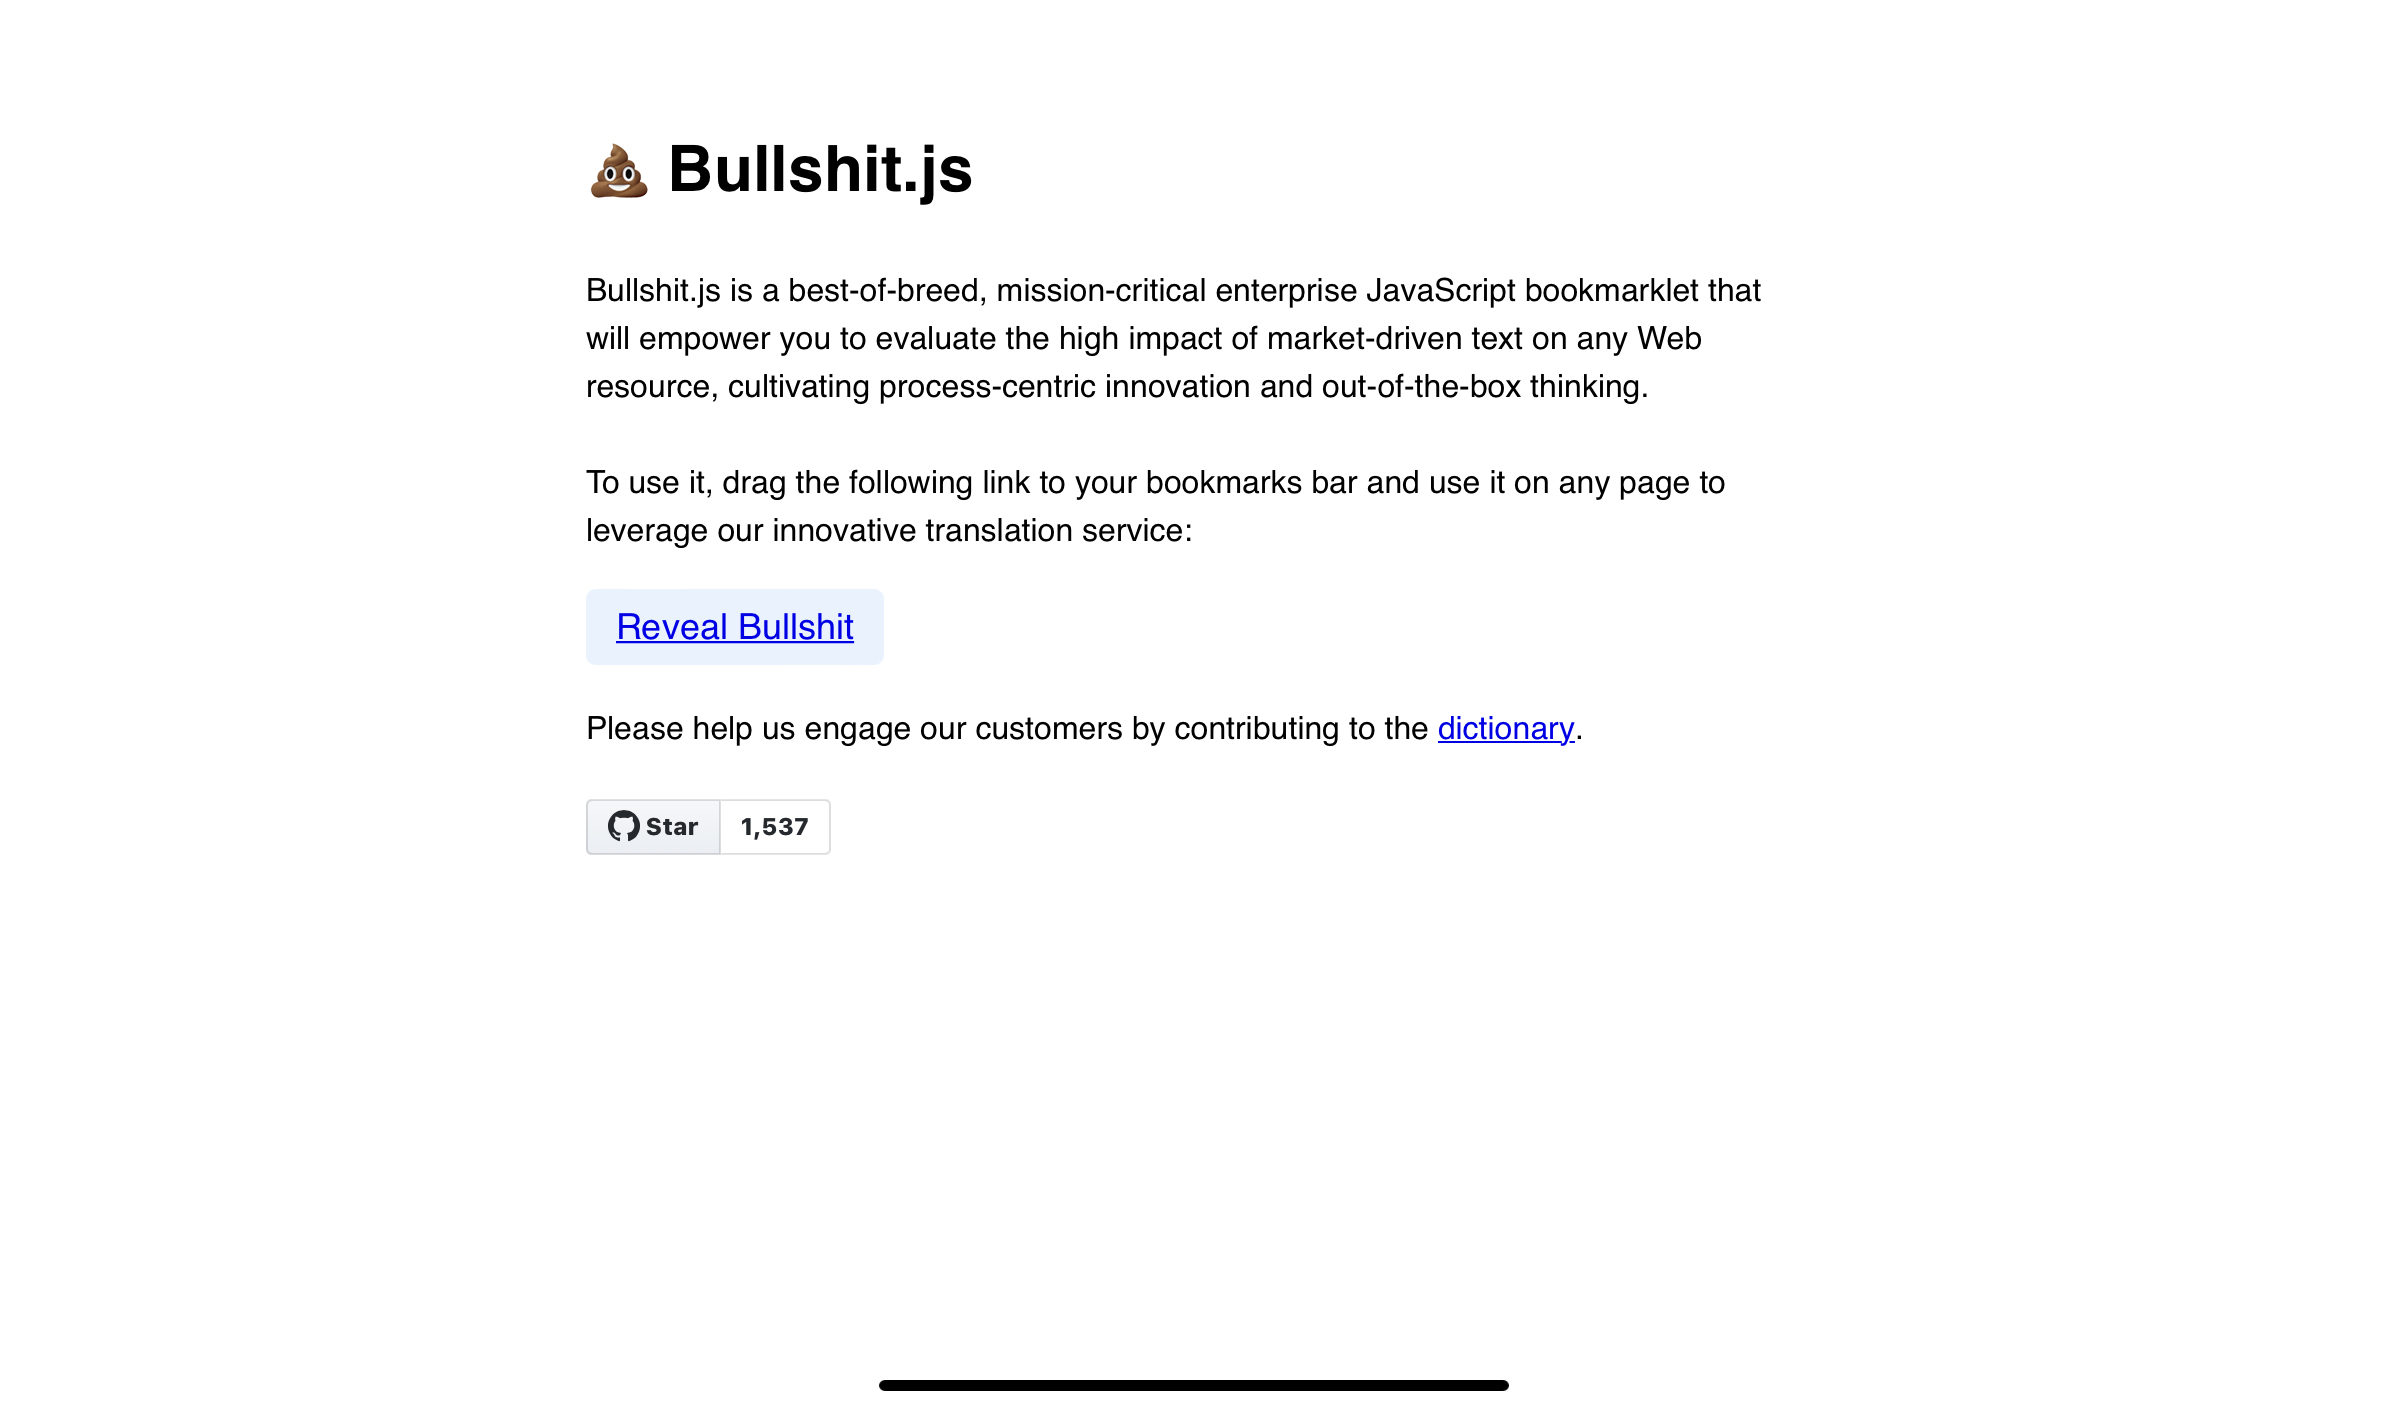 💩 Bullshit.js
Bullshit.js is a best-of-breed, mission-critical enterprise JavaScript bookmarklet that
will empower you to evaluate the high impact of market-driven text on any Web
resource, cultivating process-centric innovation and out-of-the-box thinking.
To use it, drag the following link to your bookmarks bar and use it on any page to
leverage our innovative translation service:
Reveal Bullshit
Please help us engage our customers by contributing to the dictionary.
Star 1,537